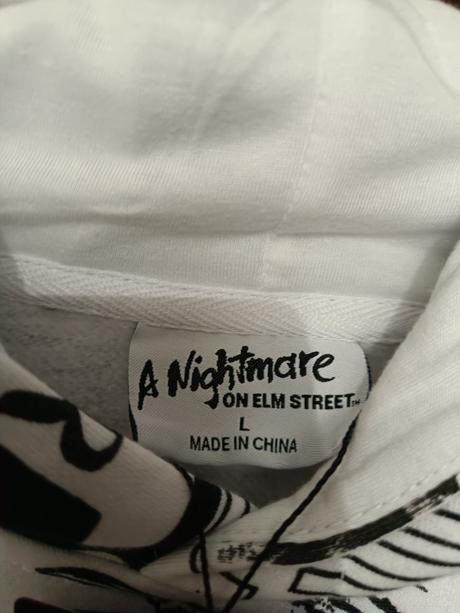 A Nightmare
ON ELM STREET™
L
MADE IN CHINA